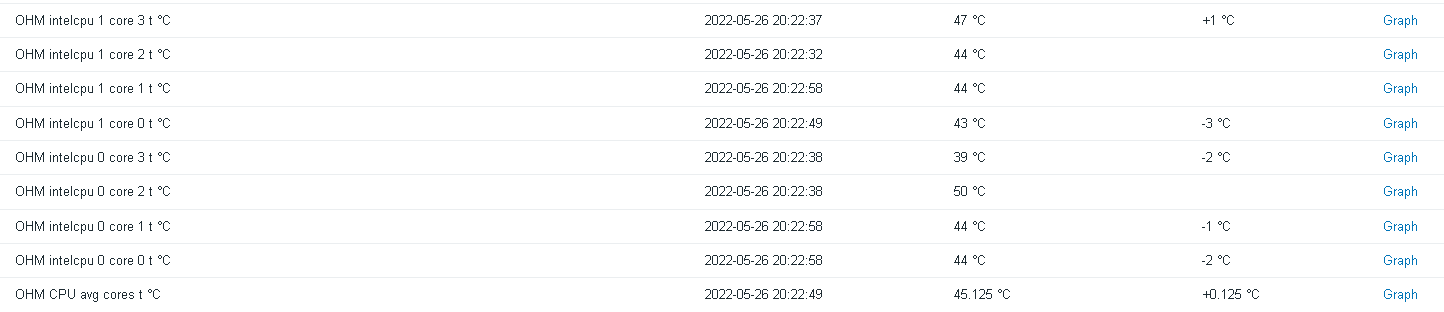 OHM intelcpu 1 core 3 t °C 2022-05-26 20:22:37 47 °C +1 °C Graph
OHM intelcpu 1 core 2 t °C 2022-05-26 20:22:32 44 °C Graph
OHM intelcpu 1 core 1 t °C 2022-05-26 20:22:58 44 °C Graph
OHM intelcpu 1 core 0 t °C 2022-05-26 20:22:49 43 °C -3 °C Graph
OHM intelcpu 0 core 3 t °C 2022-05-26 20:22:38 39 °C -2 °C Graph
OHM intelcpu 0 core 2 t °C 2022-05-26 20:22:38 50 °C Graph
OHM intelcpu 0 core 1 t °C 2022-05-26 20:22:58 44 °C -1 °C Graph
OHM intelcpu 0 core 0 t °C 2022-05-26 20:22:58 44 °C -2 °C Graph
OHM CPU avg cores t °C 2022-05-26 20:22:49 45.125 °C +0.125 °C Graph